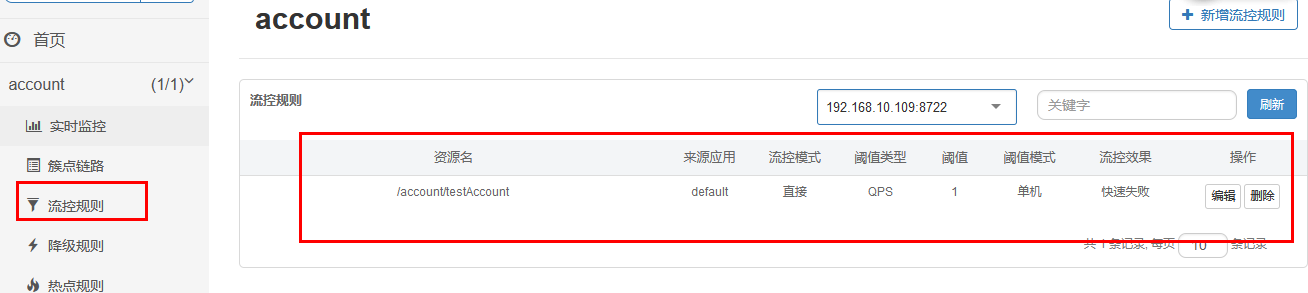 account
+ 新增流控规则
首页
account (1/1)
实时监控
簇点链路
流控规则
降级规则
热点规则
流控规则
192.168.10.109:8722
关键字
刷新
资源名 来源应用 流控模式 阈值类型 阈值 阈值模式 流控效果 操作
/account/testAccount default 直接 QPS 1 单机 快速失败 编辑 删除
共 1 条记录, 每页 10 条记录